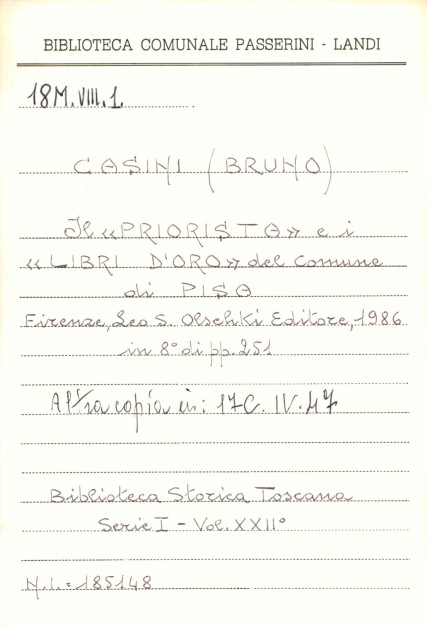 BIBLIOTECA COMUNALE PASSERINI - LANDI
18M.VIII.1.
CASINI (BRUNO)
Il «PRIORISTA» e i
«LIBRI D'ORO» del Comune
di PISA
Firenze, Leo S. Olschki Editore, 1986
in 8° di pp. 251
Altra copia in: 17C. IV. 47
Biblioteca Storica Toscana
Serie I - Vol. XXII°
N.I. = 185148